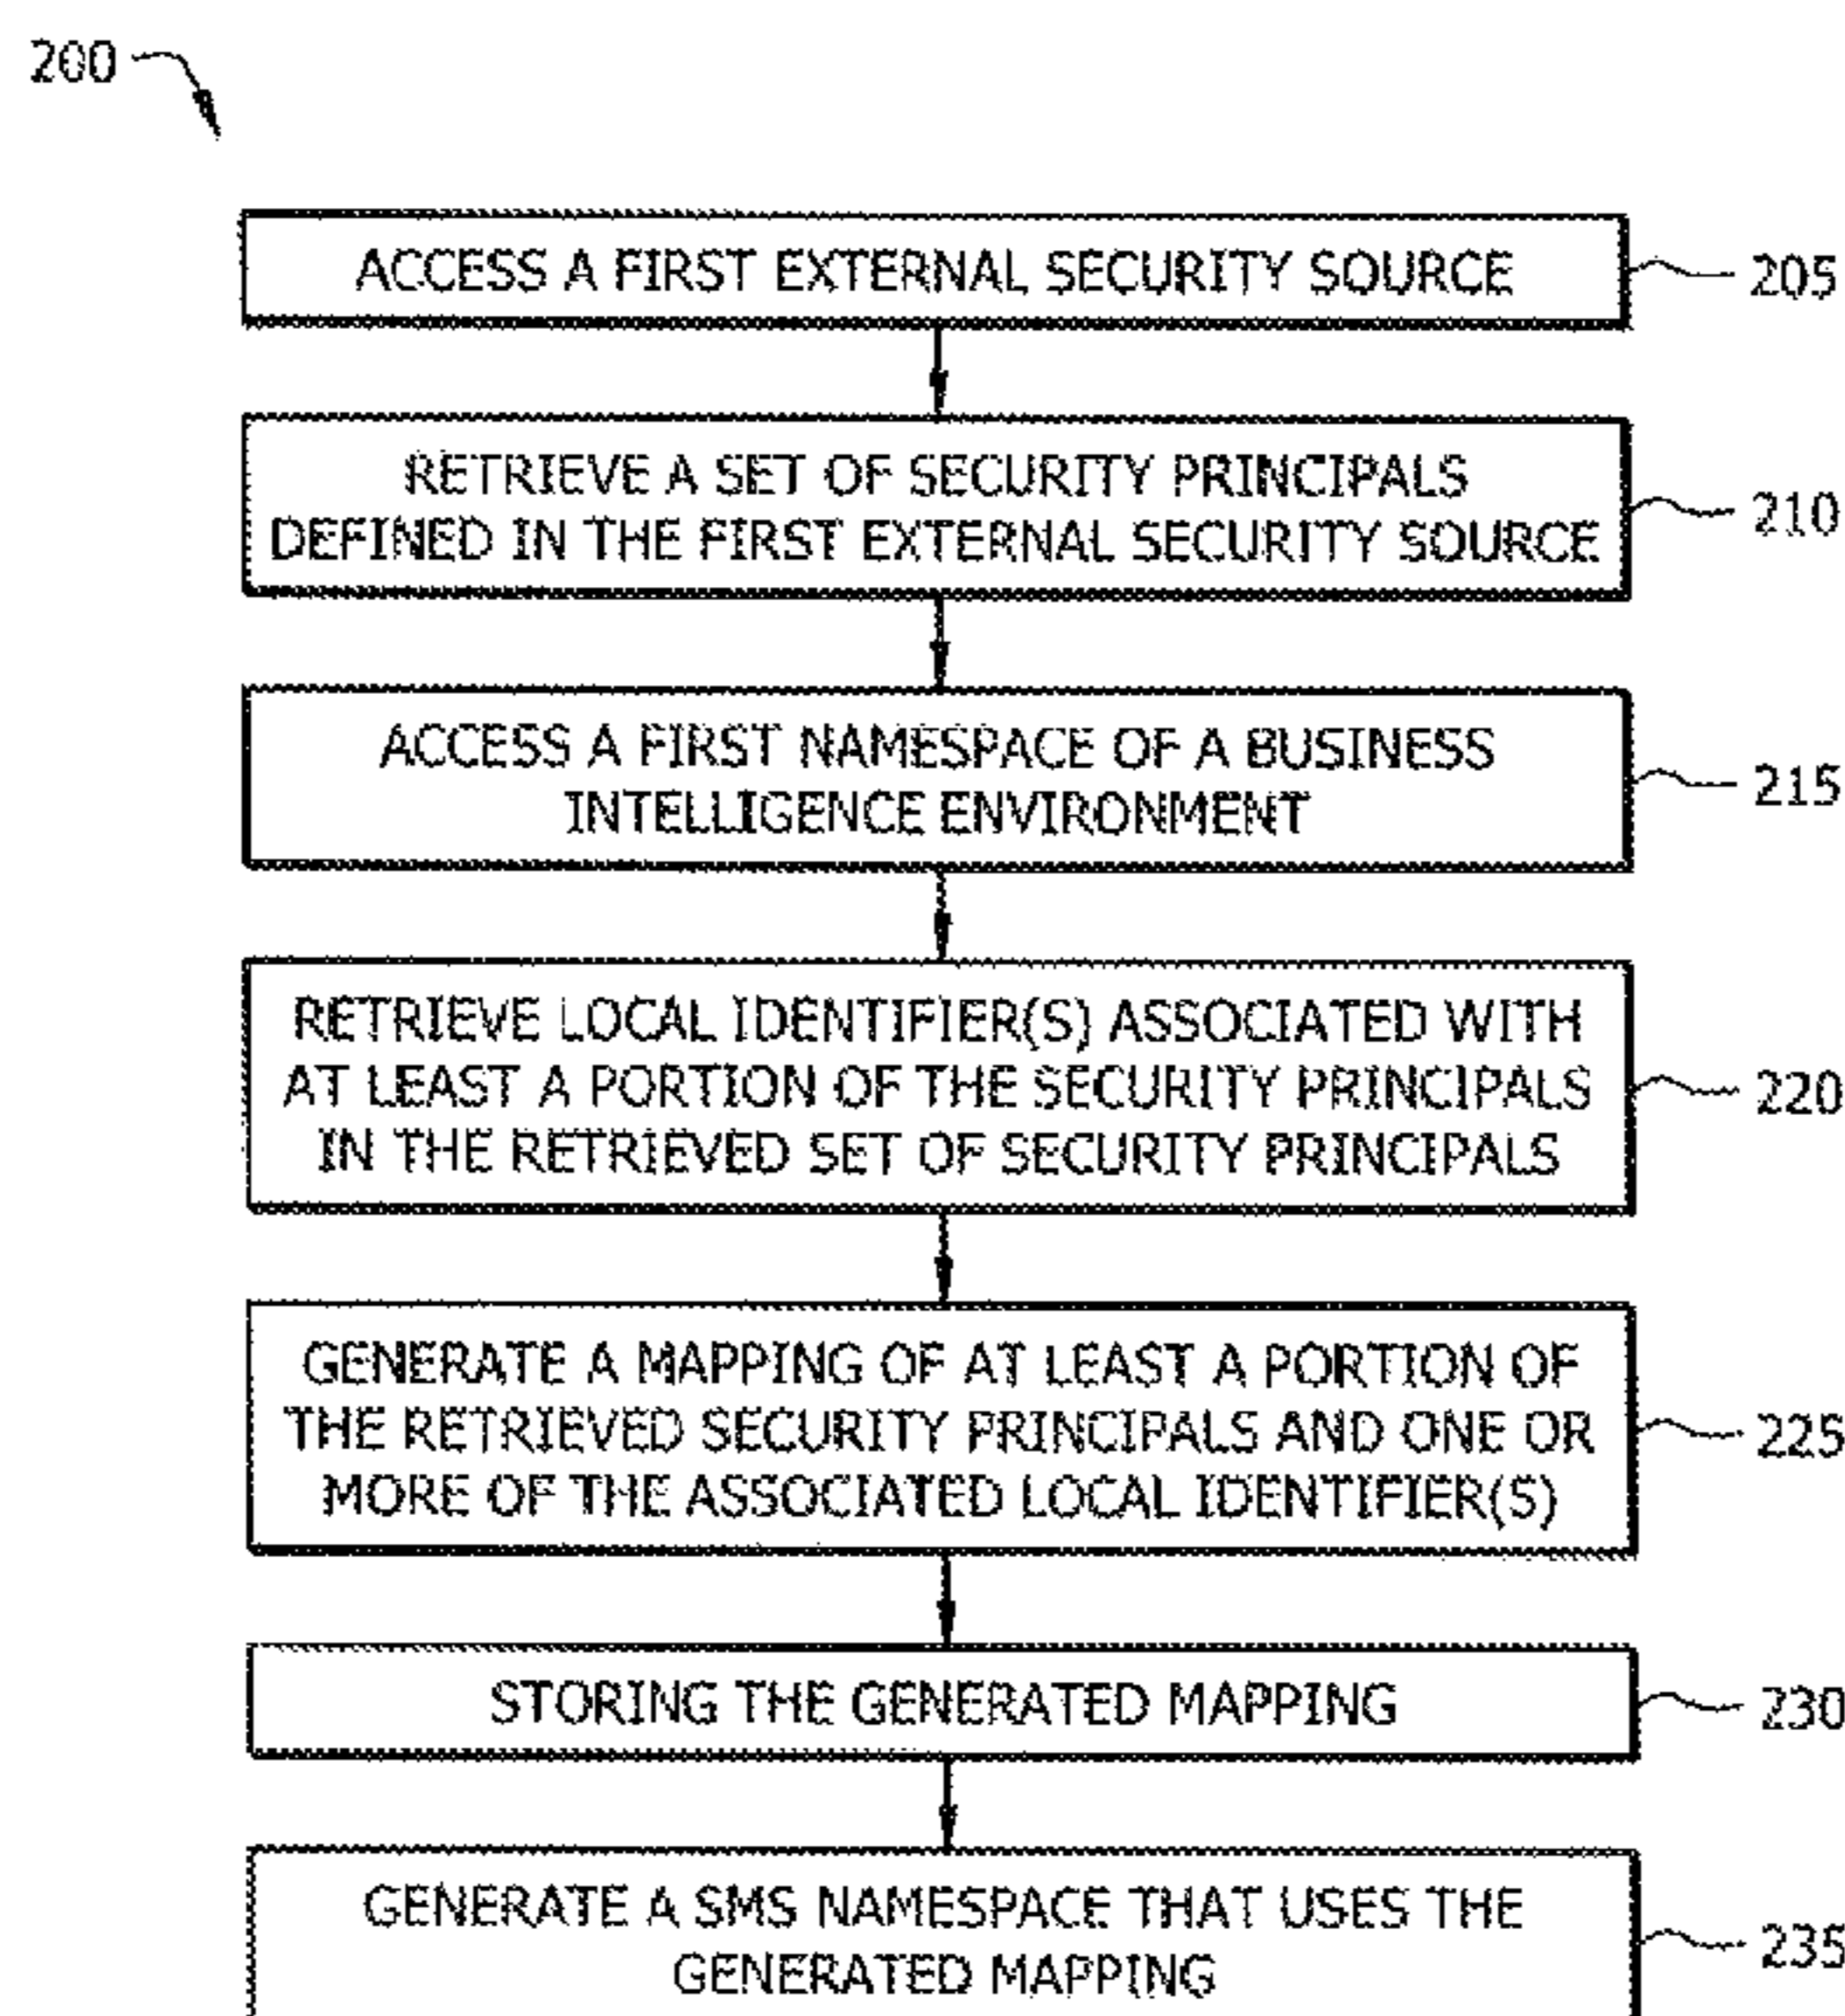 200
ACCESS A FIRST EXTERNAL SECURITY SOURCE
205
RETRIEVE A SET OF SECURITY PRINCIPALS
DEFINED IN THE FIRST EXTERNAL SECURITY SOURCE
210
ACCESS A FIRST NAMESPACE OF A BUSINESS
INTELLIGENCE ENVIRONMENT
215
RETRIEVE LOCAL IDENTIFIER(S) ASSOCIATED WITH
AT LEAST A PORTION OF THE SECURITY PRINCIPALS
IN THE RETRIEVED SET OF SECURITY PRINCIPALS
220
GENERATE A MAPPING OF AT LEAST A PORTION OF
THE RETRIEVED SECURITY PRINCIPALS AND ONE OR
MORE OF THE ASSOCIATED LOCAL IDENTIFIER(S)
225
STORING THE GENERATED MAPPING
230
GENERATE A SMS NAMESPACE THAT USES THE
GENERATED MAPPING
235